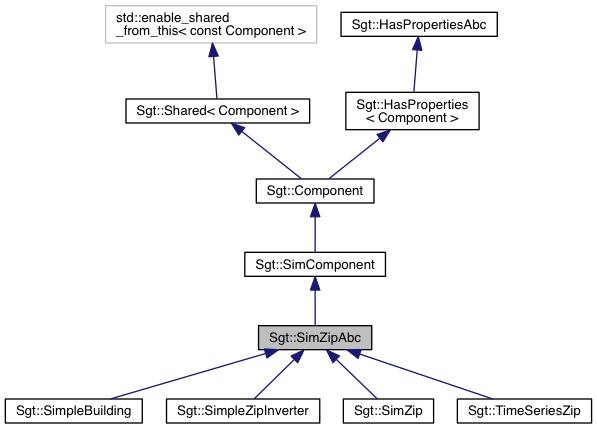 std::enable_shared
_from_this< const Component >
Sgt::HasPropertiesAbc
Sgt::Shared< Component >
Sgt::HasProperties
< Component >
Sgt::Component
Sgt::SimComponent
Sgt::SimZipAbc
Sgt::SimpleBuilding
Sgt::SimpleZipInverter
Sgt::SimZip
Sgt::TimeSeriesZip